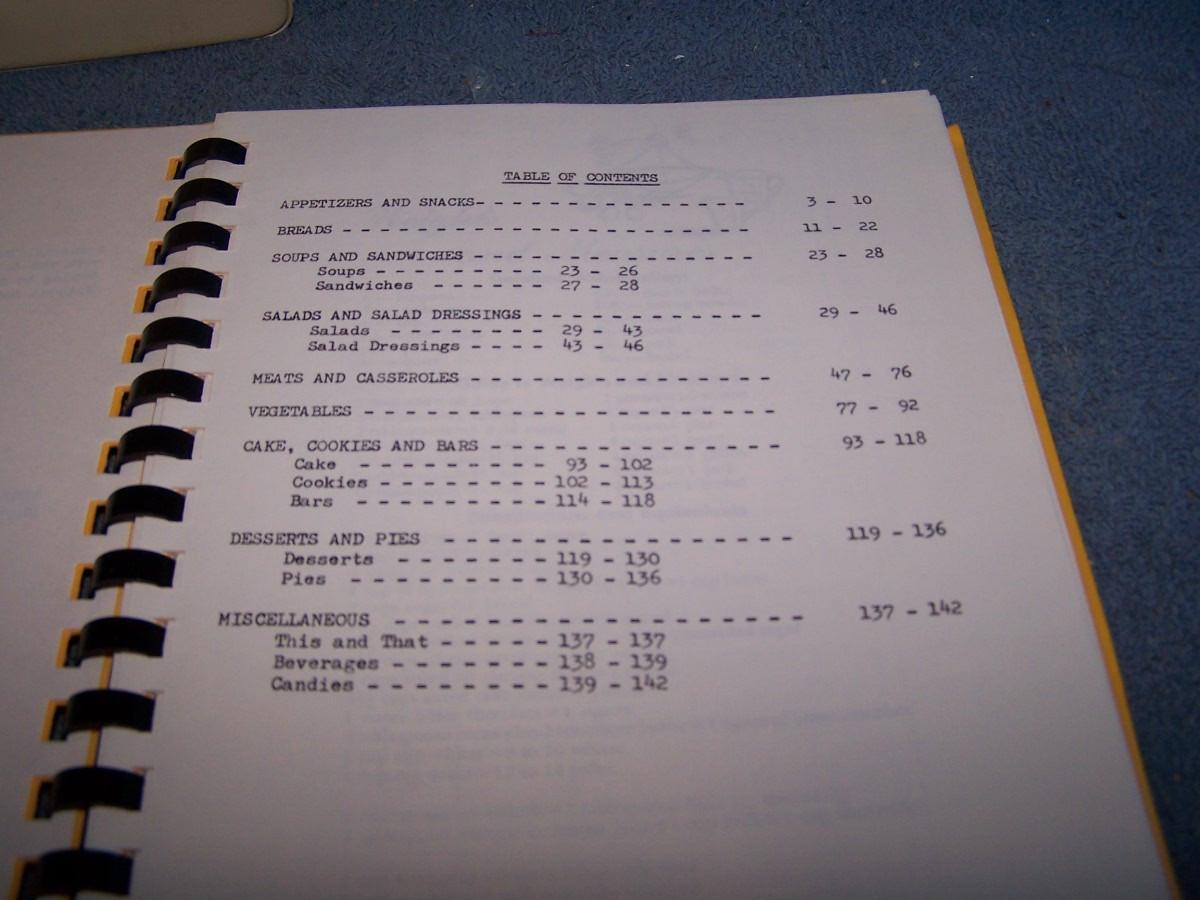 TABLE OF CONTENTS
APPETIZERS AND SNACKS- - - - - - - - - - - - - - - 3 - 10
BREADS - - - - - - - - - - - - - - - - - - - - - - 11 - 22
SOUPS AND SANDWICHES - - - - - - - - - - - - - - - 23 - 28
Soups - - - - - - - - - 23 - 26
Sandwiches - - - - - - 27 - 28
SALADS AND SALAD DRESSINGS - - - - - - - - - - - - 29 - 46
Salads - - - - - - - - 29 - 43
Salad Dressings - - - - 43 - 46
MEATS AND CASSEROLES - - - - - - - - - - - - - - - 47 - 76
VEGETABLES - - - - - - - - - - - - - - - - - - - - 77 - 92
CAKE, COOKIES AND BARS - - - - - - - - - - - - - - 93 - 118
Cake - - - - - - - - - 93 - 102
Cookies - - - - - - - - 102 - 113
Bars - - - - - - - - - 114 - 118
DESSERTS AND PIES - - - - - - - - - - - - - - - - 119 - 136
Desserts - - - - - - - 119 - 130
Pies - - - - - - - - - 130 - 136
MISCELLANEOUS - - - - - - - - - - - - - - - - - - 137 - 142
This and That - - - - - 137 - 137
Beverages - - - - - - - 138 - 139
Candies - - - - - - - - 139 - 142